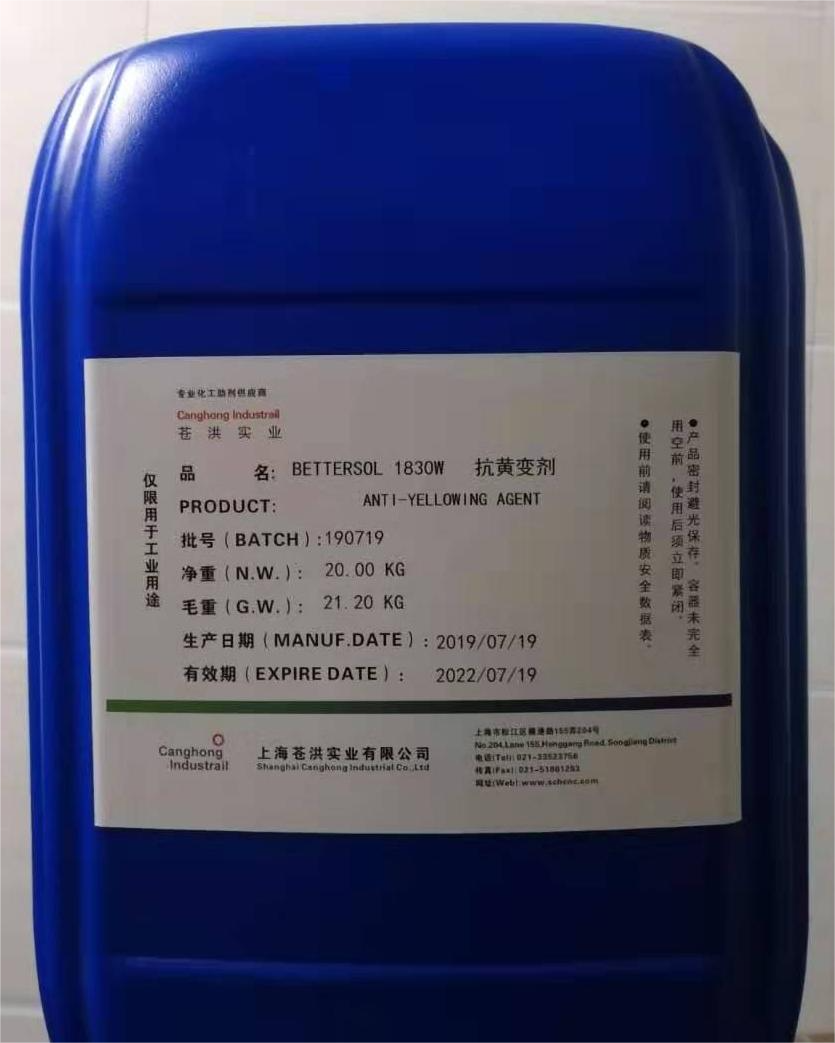 专业化工助剂供应商
Canghong Industrail
苍洪实业
仅限用于工业用途
品名: BETTERSOL 1830W 抗黄变剂
PRODUCT: ANTI-YELLOWING AGENT
批号(BATCH):190719
净重(N.W.): 20.00 KG
毛重(G.W.): 21.20 KG
生产日期(MANUF.DATE): 2019/07/19
有效期(EXPIRE DATE): 2022/07/19
●产品密封避光保存。容器未完全
用空前,使用后须立即紧闭。
●使用前请阅读物质安全数据表。
Canghong
Industrail
上海苍洪实业有限公司
Shanghai Canghong Industrial Co.,Ltd
上海市松江区横港路155弄204号
No.204,Lane 155,Henggang Road, Songjiang District
电话(Tel): 021-33523756
传真(Fax): 021-51861293
网址(Web): www.schcnc.com